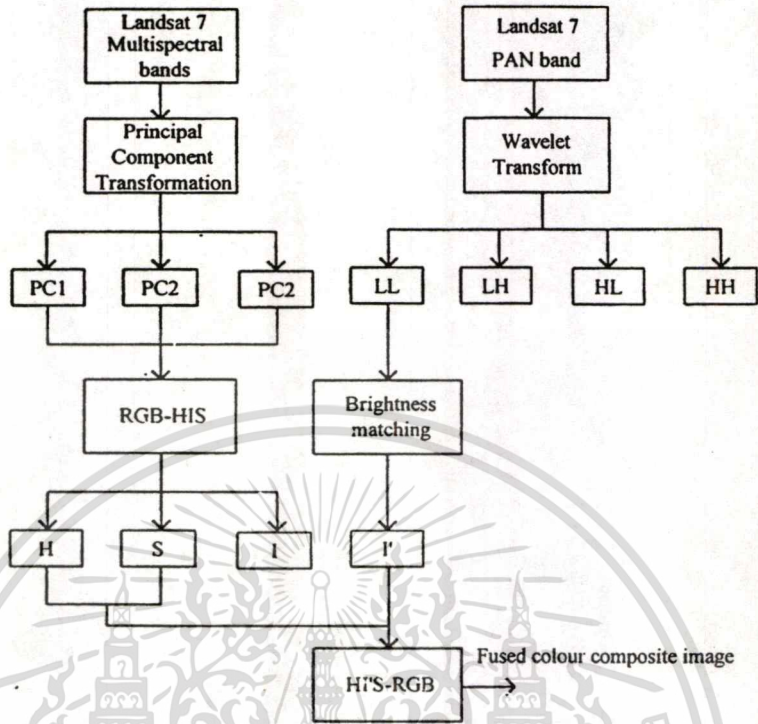 Landsat 7
Multispectral
bands
Landsat 7
PAN band
Principal
Component
Transformation
Wavelet
Transform
PC1
PC2
PC2
LL
LH
HL
HH
RGB-HIS
Brightness
matching
H
S
I
I'
HI'S-RGB
Fused colour composite image